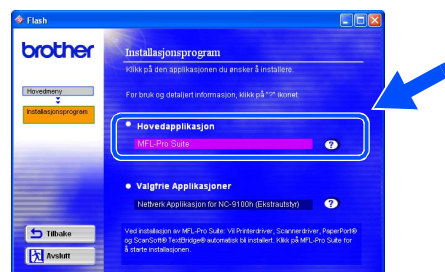 Flash
brother
Installasjonsprogram
Klikk på den applikasjonen du ønsker å installere.
For bruk og detaljert informasjon, klikk på "?" ikonet
Hovedmeny
Installasjonsprogram
Hovedapplikasjon
MFL-Pro Suite
?
Valgfrie Applikasjoner
Nettverk Applikasjon for NC-9100h (Ekstrautstyr)
?
Tilbake
Avslutt
Ved installasjon av MFL-Pro Suite: Vil Printerdriver, Scannerdriver, PaperPort®
og ScanSoft® TextBridge® automatisk bli installert. Klikk på MFL-Pro Suite for
å starte installasjonen.